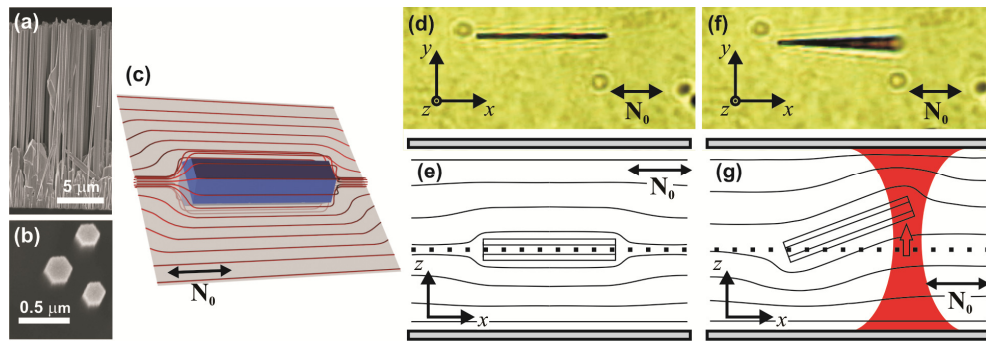 (a)
5 μm
(b)
0.5 μm
(c)
N₀
(d)
y
z
x
N₀
(e)
N₀
z
x
(f)
y
z
x
N₀
(g)
N₀
z
x